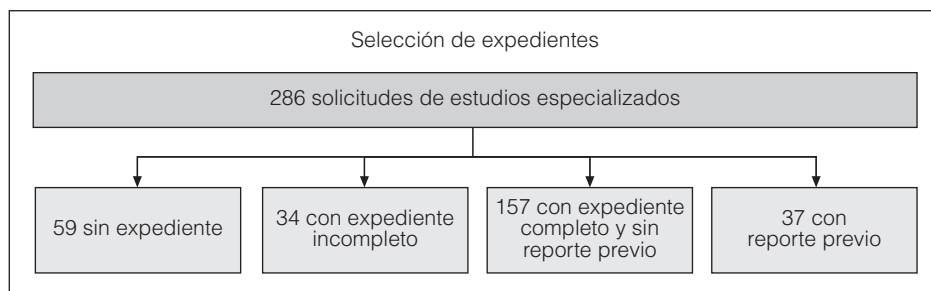 Selección de expedientes
286 solicitudes de estudios especializados
59 sin expediente
34 con expediente
incompleto
157 con expediente
completo y sin
reporte previo
37 con
reporte previo